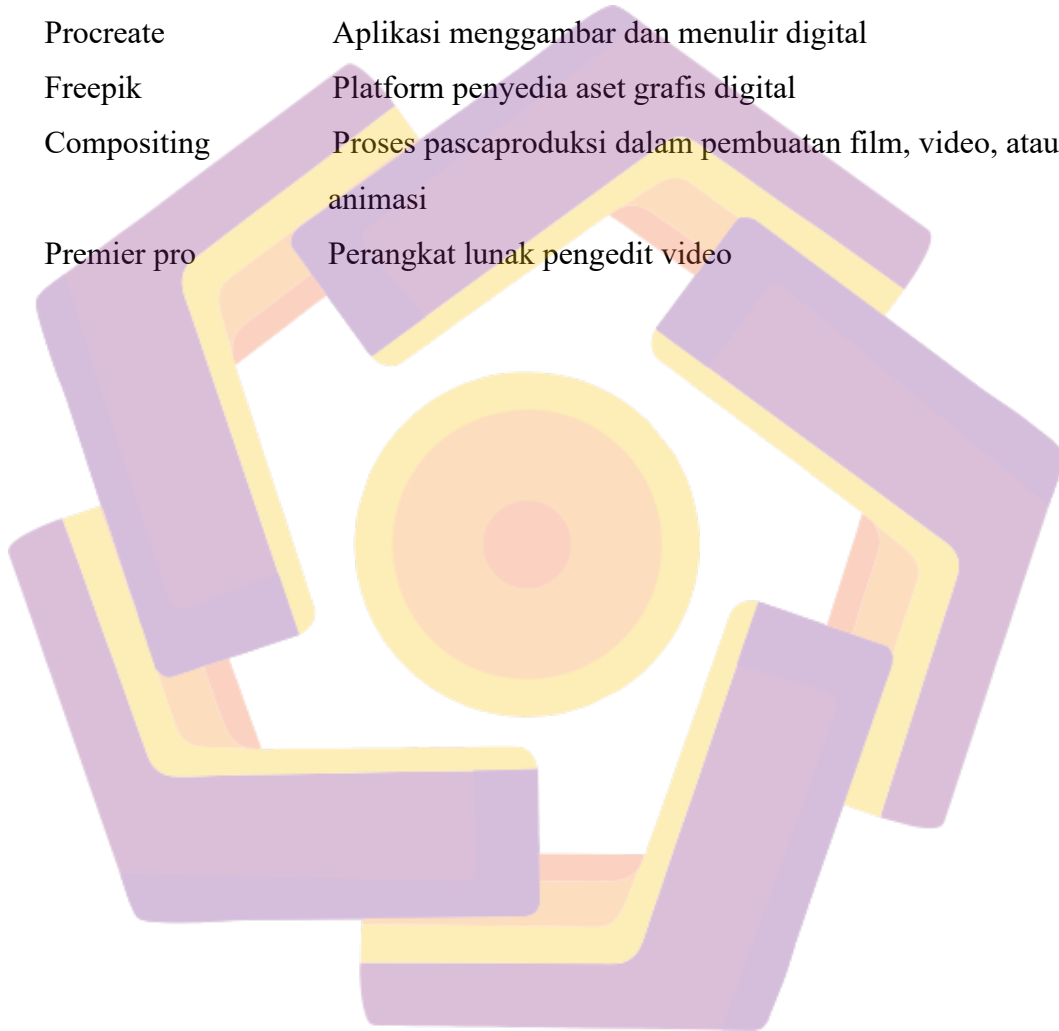 Procreate Aplikasi menggambar dan menulir digital
Freepik Platform penyedia aset grafis digital
Compositing Proses pascaproduksi dalam pembuatan film, video, atau
animasi
Premier pro Perangkat lunak pengedit video